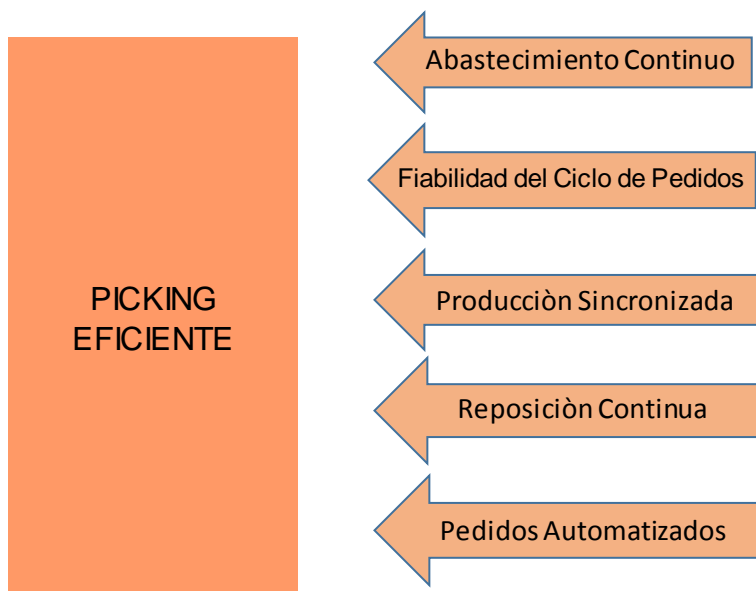 Abastecimiento Continuo
Fiabilidad del Ciclo de Pedidos
PICKING
EFICIENTE
Producciòn Sincronizada
Reposiciòn Continua
Pedidos Automatizados